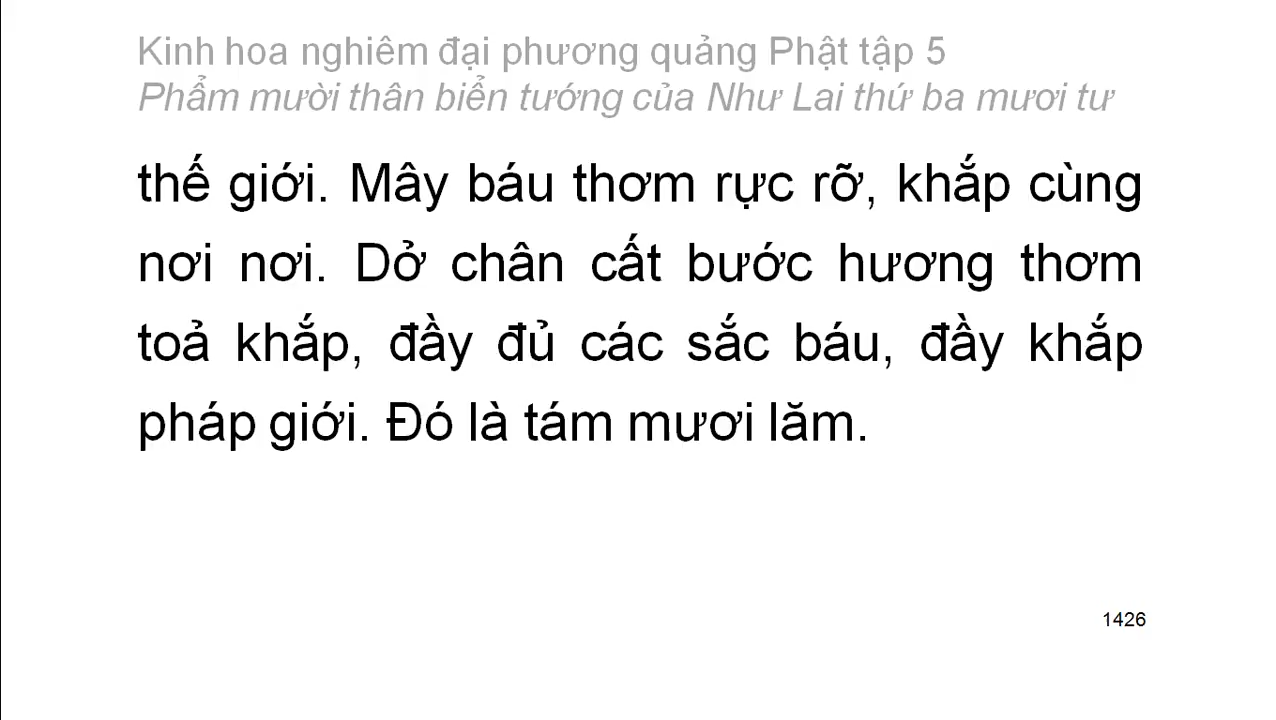 Kinh hoa nghiêm đại phương quảng Phật tập 5
Phẩm mười thân biển tướng của Như Lai thứ ba mươi tư
thế giới. Mây báu thơm rực rỡ, khắp cùng
nơi nơi. Dở chân cất bước hương thơm
toả khắp, đầy đủ các sắc báu, đầy khắp
pháp giới. Đó là tám mươi lăm.
1426